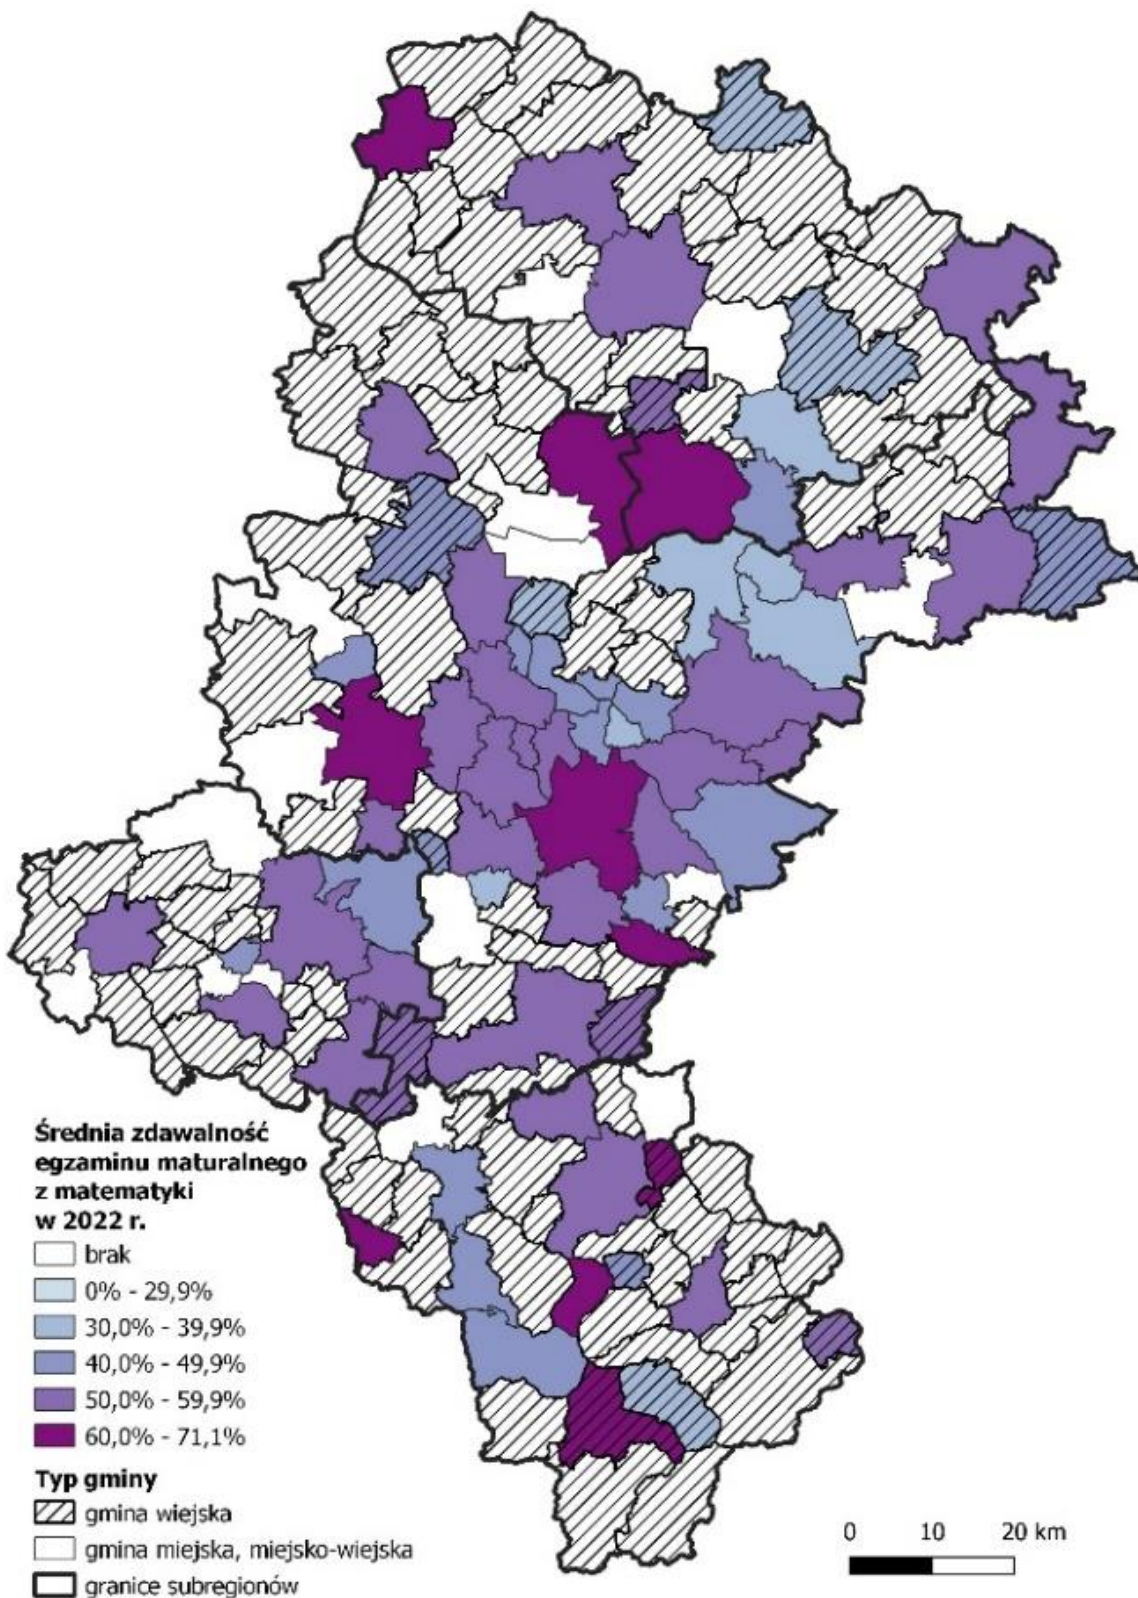 Średnia zdawalność
egzaminu maturalnego
z matematyki
w 2022 r.
brak
0% - 29,9%
30,0% - 39,9%
40,0% - 49,9%
50,0% - 59,9%
60,0% - 71,1%
Typ gminy
gmina wiejska
gmina miejska, miejsko-wiejska
granice subregionów
0 10 20 km